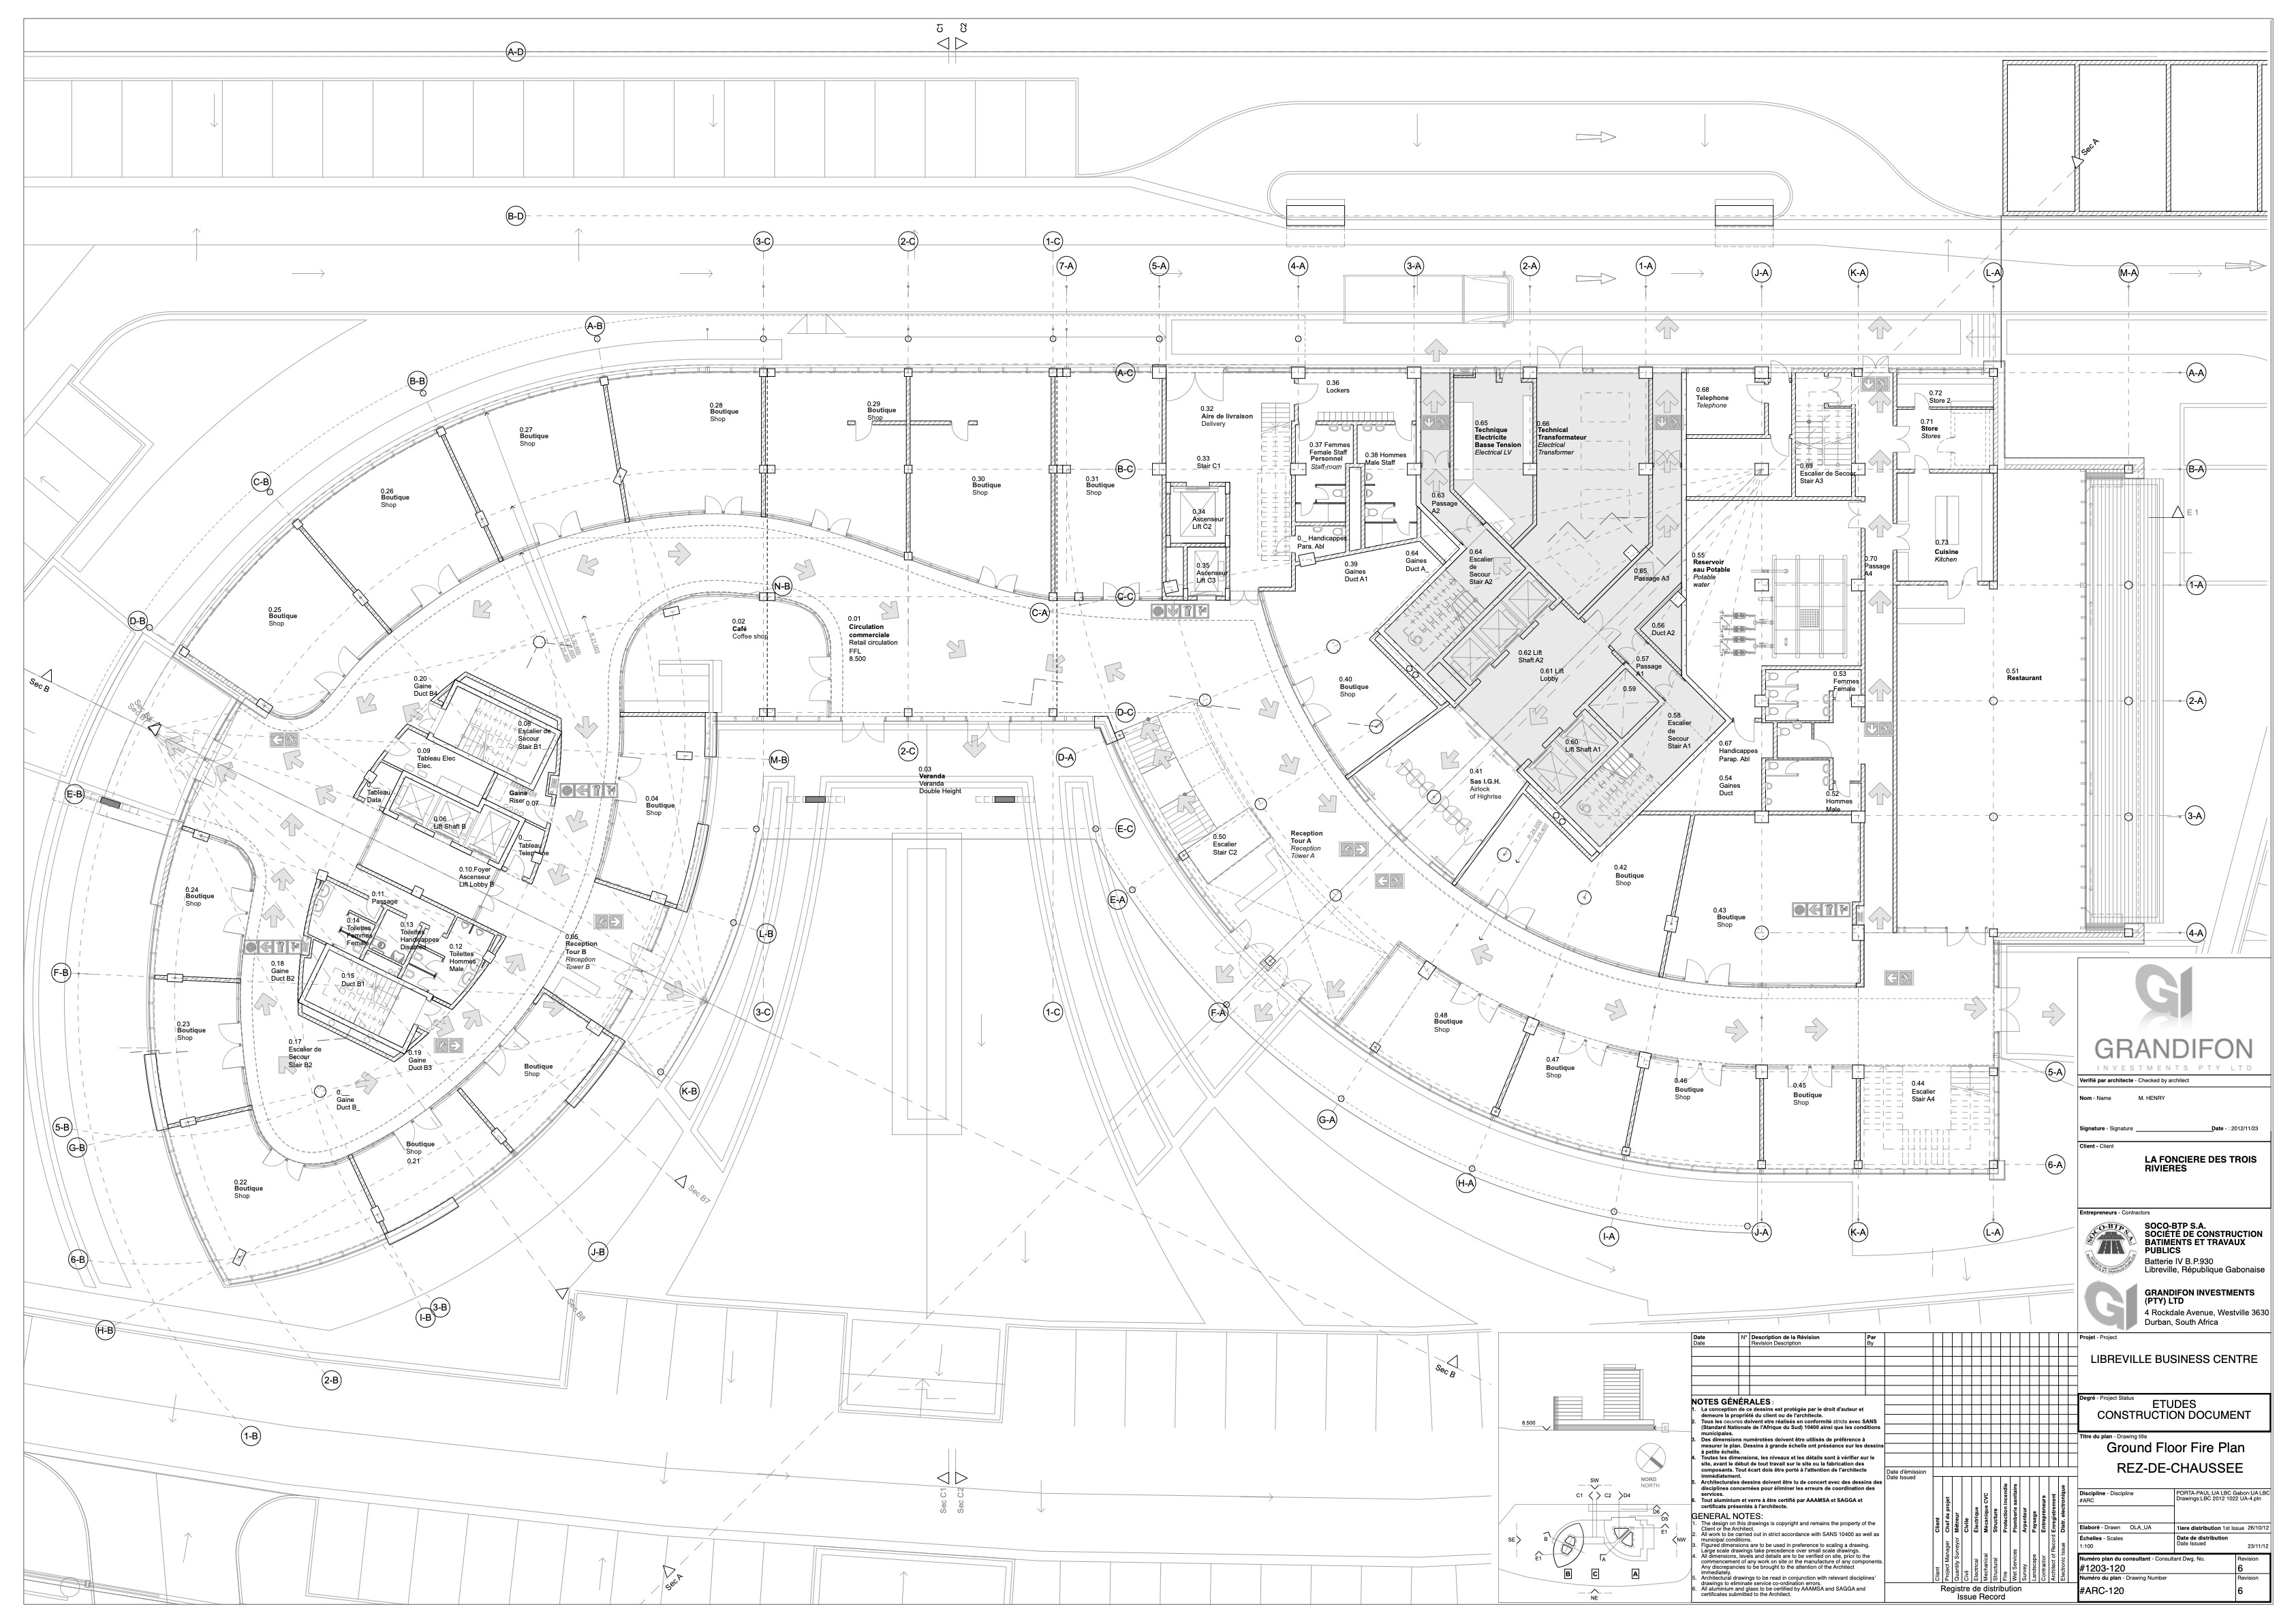 C1
C2
A-D
Sec A
B-D
3-C
2-C
1-C
7-A
5-A
4-A
3-A
2-A
1-A
J-A
K-A
L-A
M-A
A-B
B-B
C-B
D-B
N-B
A-C
B-C
C-C
C-A
A-A
B-A
E 1
1-A
2-A
3-A
4-A
0.28
Boutique
Shop
0.29
Boutique
Shop
0.27
Boutique
Shop
0.26
Boutique
Shop
0.25
Boutique
Shop
0.30
Boutique
Shop
0.31
Boutique
Shop
0.32
Aire de livraison
Delivery
0.33
Stair C1
0.34
Ascenseur
Lift C2
0.35
Ascenseur
Lift C3
0.36
Lockers
0.37 Femmes
Female Staff
Personnel
Staff-room
0.38 Hommes
Male Staff
0._ Handicappes
Para. Abl
0.39
Gaines
Duct A1
0.64
Gaines
Duct A_
0.63
Passage
A2
0.65
Technique
Electricite
Basse Tension
Electrical LV
0.66
Technical
Transformateur
Electrical
Transformer
0.64
Escalier
de
Secour
Stair A2
0.65
Passage A3
0.68
Telephone
Telephone
0.69
Escalier de Secour
Stair A3
0.72
Store 2
0.71
Store
Stores
0.73
Cuisine
Kitchen
0.70
Passage
A4
0.55
Reservoir
eau Potable
Potable
water
0.56
Duct A2
0.57
Passage
A1
0.59
0.62 Lift
Shaft A2
0.61 Lift
Lobby
0.60
Lift Shaft A1
0.58
Escalier
de
Secour
Stair A1
0.67
Handicappes
Parap. Abl
0.54
Gaines
Duct
0.53
Femmes
Female
0.52
Hommes
Male
0.51
Restaurant
0.02
Café
Coffee shop
0.01
Circulation
commerciale
Retail circulation
FFL
8.500
0.40
Boutique
Shop
0.41
Sas I.G.H.
Airlock
of Highrise
0.42
Boutique
Shop
0.43
Boutique
Shop
Reception
Tour A
Reception
Tower A
0.50
Escalier
Stair C2
0.03
Veranda
Veranda
Double Height
D-C
2-C
D-A
M-B
E-C
E-A
L-B
3-C
1-C
F-A
K-B
G-A
H-A
I-A
J-A
K-A
L-A
5-A
6-A
Sec B
E-B
F-B
5-B
G-B
6-B
H-B
2-B
1-B
I-B
3-B
J-B
Sec B7
Sec B8
0.20
Gaine
Duct B4
0.08
Escalier de
Secour
Stair B1
0.09
Tableau Elec
Elec.
Tableau
Data
Gaine
Riser
0.07
0.06
Lift Shaft B
0._
Tableau
Telephone
0.10.Foyer
Ascenseur
Lift Lobby B
0.11
Passage
0.14
Toilettes
Femmes
Female
0.13
Toilettes
Handicappes
Disabled
0.12
Toilettes
Hommes
Male
0.15
Duct B1
0.18
Gaine
Duct B2
0.17
Escalier de
Secour
Stair B2
0.19
Gaine
Duct B3
0.__
Gaine
Duct B_
0.04
Boutique
Shop
0.05
Reception
Tour B
Reception
Tower B
0.24
Boutique
Shop
0.23
Boutique
Shop
0.22
Boutique
Shop
Boutique
Shop
0.21
Boutique
Shop
0.48
Boutique
Shop
0.47
Boutique
Shop
0.46
Boutique
Shop
0.45
Boutique
Shop
0.44
Escalier
Stair A4
Sec C1
Sec C2
Sec A
Sec B
GRANDIFON
INVESTMENTS PTY LTD
Verifié par architecte - Checked by architect
Nom - Name M. HENRY
Signature - Signature Date - : 2012/11/23
Client - Client
LA FONCIERE DES TROIS
RIVIERES
Entrepreneurs - Contractors
SOCO-BTP S.A.
SOCIÉTÉ DE CONSTRUCTION
BATIMENTS ET TRAVAUX
PUBLICS
Batterie IV B.P.930
Libreville, République Gabonaise
GRANDIFON INVESTMENTS
(PTY) LTD
4 Rockdale Avenue, Westville 3630
Durban, South Africa
Projet - Project
LIBREVILLE BUSINESS CENTRE
Degré - Project Status
ETUDES
CONSTRUCTION DOCUMENT
Titre du plan - Drawing title
Ground Floor Fire Plan
REZ-DE-CHAUSSEE
Discipline - Discipline
#ARC
PORTA-PAUL:UA LBC Gabon:UA LBC
Drawings:LBC 2012 1022 UA-4.pln
Elaboré - Drawn OLA_UA
1iere distribution 1st Issue 26/10/12
Echelles - Scales
1:100
Date de distribution
Date Issued
23/11/12
Numéro plan du consultant - Consultant Dwg. No.
Revision
#1203-120
6
Numéro du plan - Drawing Number
Revision
#ARC-120
6
Date
Date
N°
Description de la Révision
Revision Description
Par
By
NOTES GÉNÉRALES :
1. La conception de ce dessins est protégée par le droit d'auteur et
demeure la propriété du client ou de l'architecte.
2. Tous les oeuvres doivent etre réalisés en conformité stricte avec SANS
(Standard Nationale de l'Afrique du Sud) 10400 ainsi que les conditions
municipales.
3. Des dimensions numérotées doivent être utilisés de préférence à
mesurer le plan. Dessins à grande échelle ont préséance sur les dessins
à petite échelle.
4. Toutes les dimensions, les niveaux et les détails sont à vérifier sur le
site, avant le début de tout travail sur le site ou la fabrication des
composants. Tout écart dois être porté à l'attention de l'architecte
immédiatement.
5. Architecturales dessins doivent être lu de concert avec des dessins des
disciplines concernées pour éliminer les erreurs de coordination des
services.
6. Tout aluminium et verre à être certifié par AAAMSA et SAGGA et
certificats présentés à l'architecte.
GENERAL NOTES:
1. The design on this drawings is copyright and remains the property of the
Client or the Architect.
2. All work to be carried out in strict accordance with SANS 10400 as well as
municipal conditions.
3. Figured dimensions are to be used in preference to scaling a drawing.
Large scale drawings take precedence over small scale drawings.
4. All dimensions, levels and details are to be verified on site, prior to the
commencement of any work on site or the manufacture of any components.
Any discrepancies to be brought to the attention of the Architect
immediately.
5. Architectural drawings to be read in conjunction with relevant disciplines'
drawings to eliminate service co-ordination errors.
6. All aluminium and glass to be certified by AAAMSA and SAGGA and
certificates submitted to the Architect.
Date d'émission
Date Issued
Client
Client
Chef de projet
Project Manager
Métreur
Quantity Surveyor
Civile
Civil
Electrique
Electrical
Mécanique CVC
Mechanical
Structure
Structural
Protection incendie
Fire
Plomberie sanitaire
Wet Services
Arpenteur
Survey
Paysage
Landscape
Entrepreneurs
Contractor
Enregistrement
Architect of Record
Distr. électronique
Electronic Issue
Registre de distribution
Issue Record
8.500
NORD
NORTH
SW
C1
C2
D4
D6
D5
E1
SE
NW
B
A
E1
B
C
A
NE